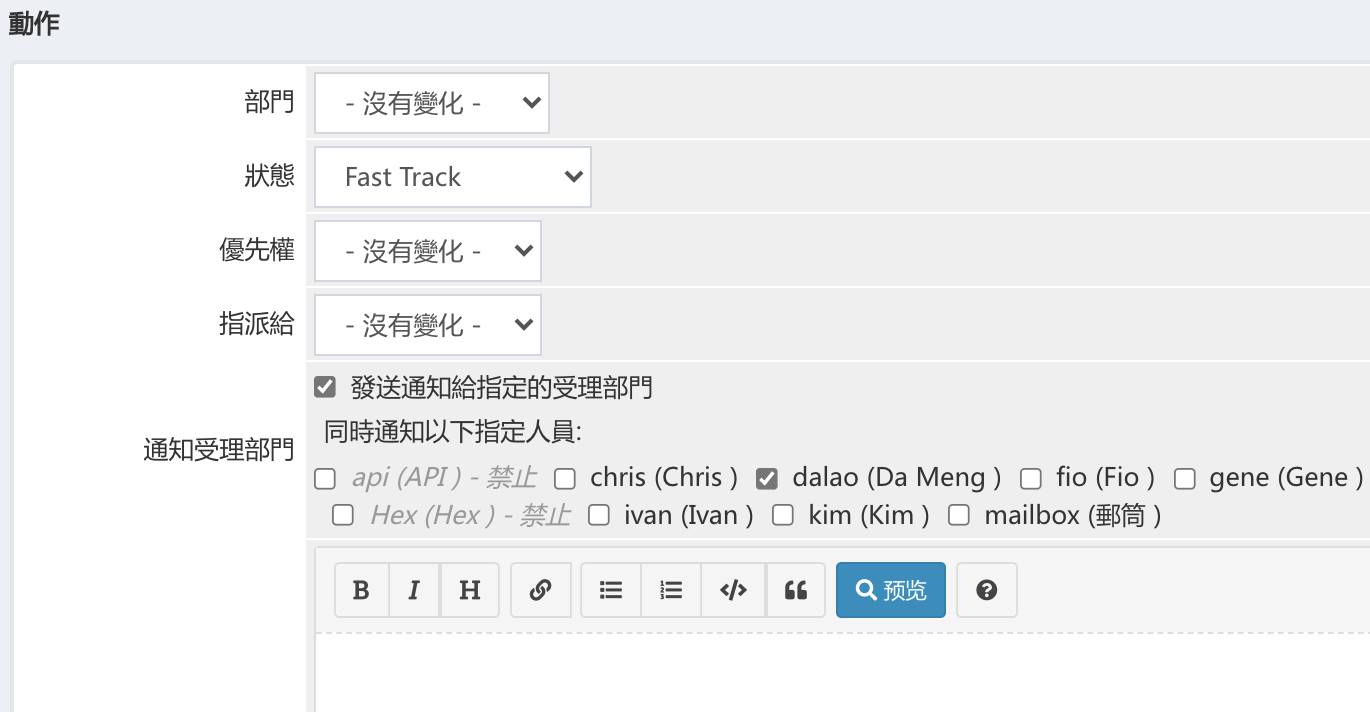 動作
部門 - 沒有變化 -
狀態 Fast Track
優先權 - 沒有變化 -
指派給 - 沒有變化 -
發送通知給指定的受理部門
同時通知以下指定人員:
通知受理部門
api (API ) - 禁止 chris (Chris ) dalao (Da Meng ) fio (Fio ) gene (Gene )
Hex (Hex ) - 禁止 ivan (Ivan ) kim (Kim ) mailbox (郵筒 )
B I H 预览